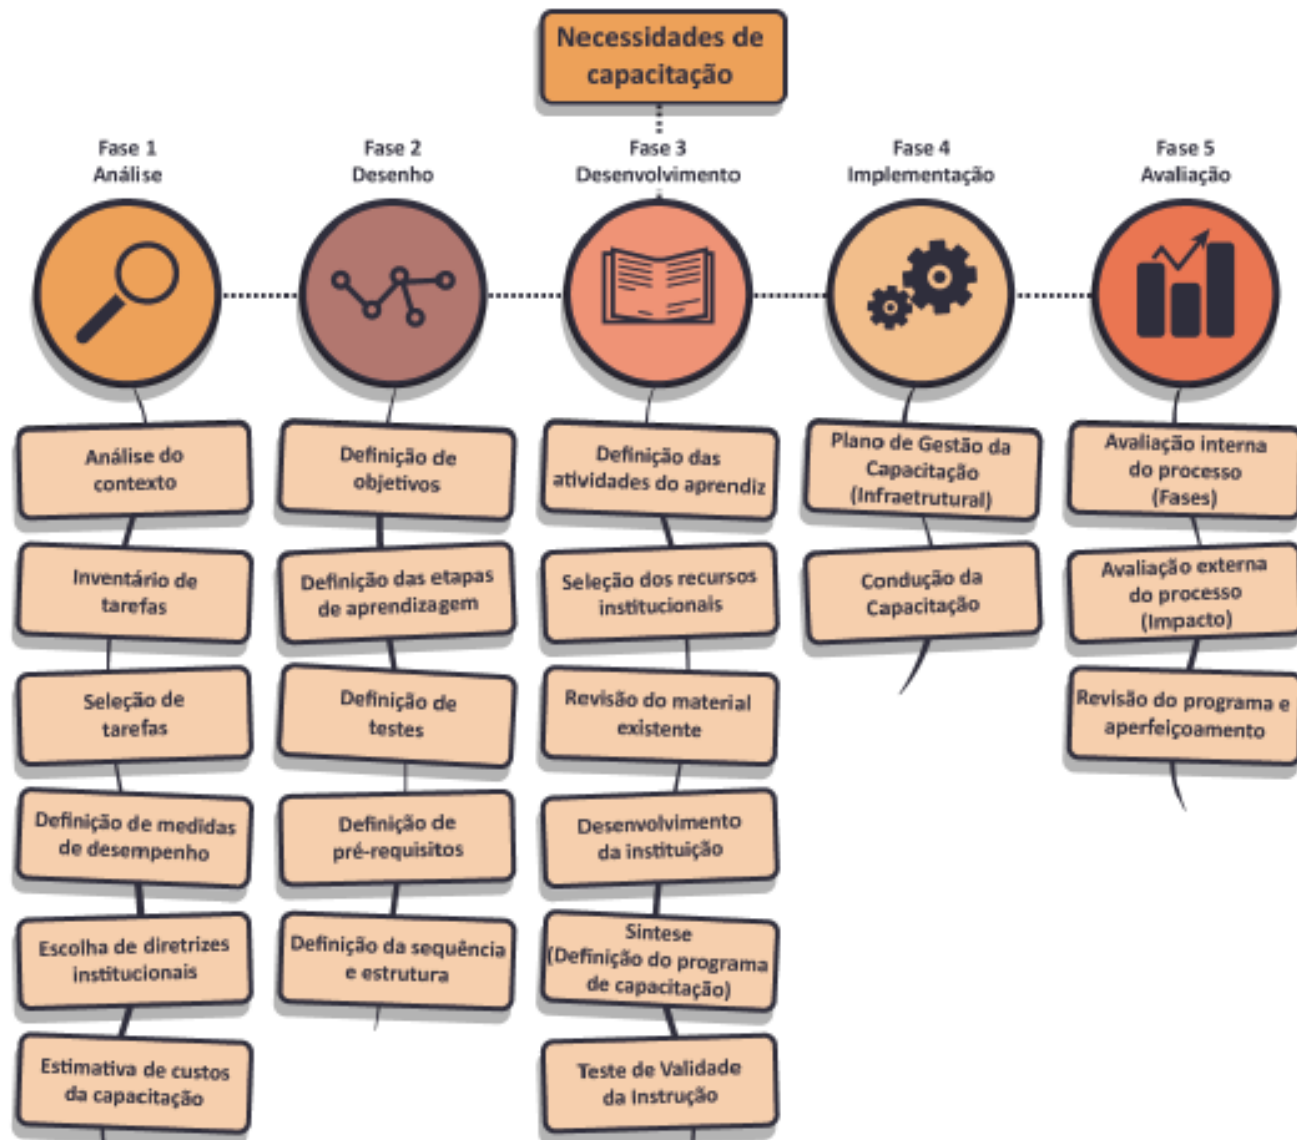 Necessidades de
capacitação
Fase 1
Análise
Fase 2
Desenho
Fase 3
Desenvolvimento
Fase 4
Implementação
Fase 5
Avaliação
Análise do
contexto
Inventário de
tarefas
Seleção de
tarefas
Definição de medidas
de desempenho
Escolha de diretrizes
institucionais
Estimativa de custos
da capacitação
Definição de
objetivos
Definição das etapas
de aprendizagem
Definição de
testes
Definição de
pré-requisitos
Definição da sequência
e estrutura
Definição das
atividades do aprendiz
Seleção dos recursos
institucionais
Revisão do material
existente
Desenvolvimento
da instituição
Sintese
(Definição do programa
de capacitação)
Teste de Validade
da Instrução
Plano de Gestão da
Capacitação
(Infraetrutural)
Condução da
Capacitação
Avaliação interna
do processo
(Fases)
Avaliação externa
do processo
(Impacto)
Revisão do programa e
aperfeiçoamento